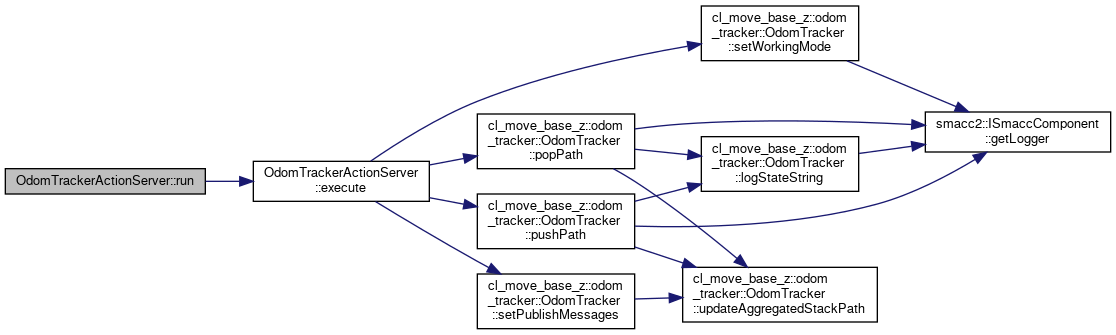 OdomTrackerActionServer::run
OdomTrackerActionServer
::execute
cl_move_base_z::odom
_tracker::OdomTracker
::setWorkingMode
cl_move_base_z::odom
_tracker::OdomTracker
::popPath
cl_move_base_z::odom
_tracker::OdomTracker
::logStateString
smacc2::ISmaccComponent
::getLogger
cl_move_base_z::odom
_tracker::OdomTracker
::pushPath
cl_move_base_z::odom
_tracker::OdomTracker
::setPublishMessages
cl_move_base_z::odom
_tracker::OdomTracker
::updateAggregatedStackPath